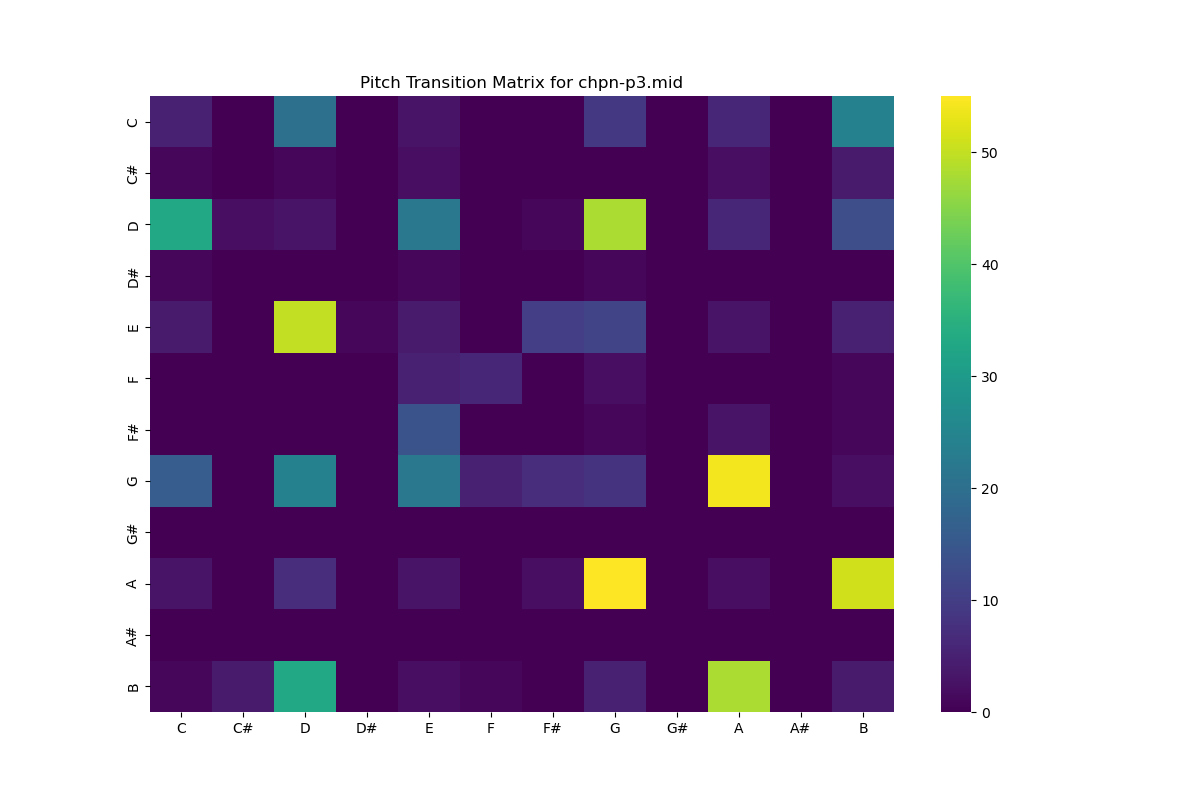 Pitch Transition Matrix for chpn-p3.mid
C
C#
D
D#
E
F
F#
G
G#
A
A#
B
C C# D D# E F F# G G# A A# B
50
40
30
20
10
0